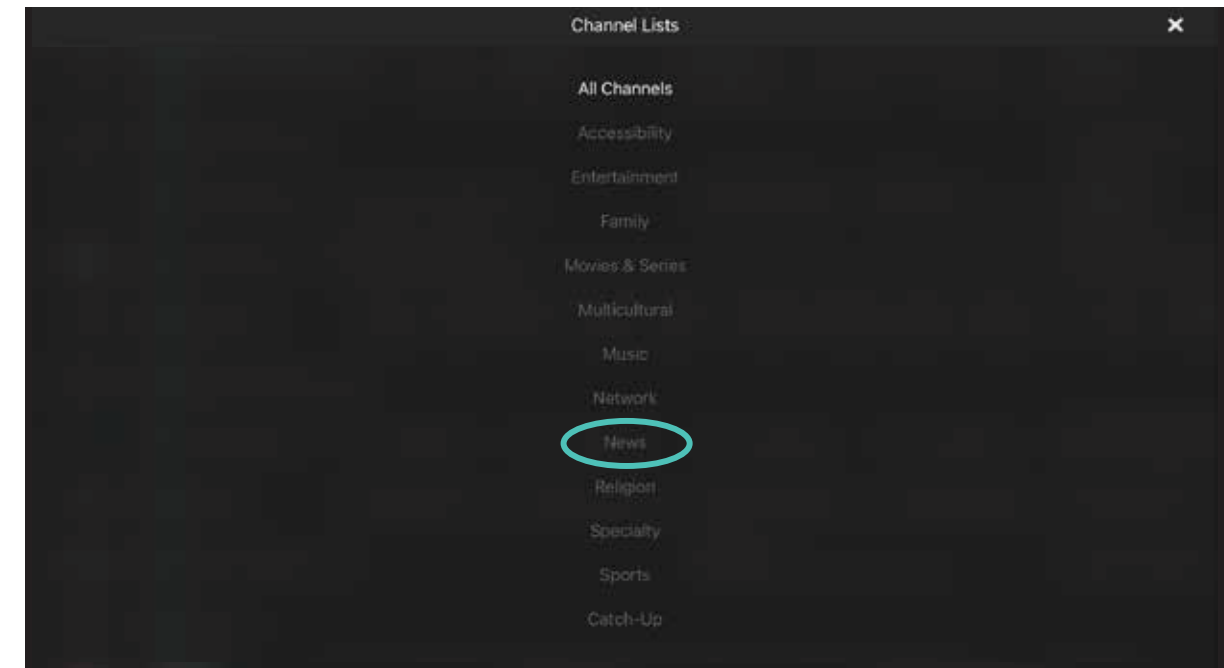 Channel Lists ×
All Channels
Accessibility
Entertainment
Family
Movies & Series
Multicultural
Music
Network
News
Religion
Specialty
Sports
Catch-Up